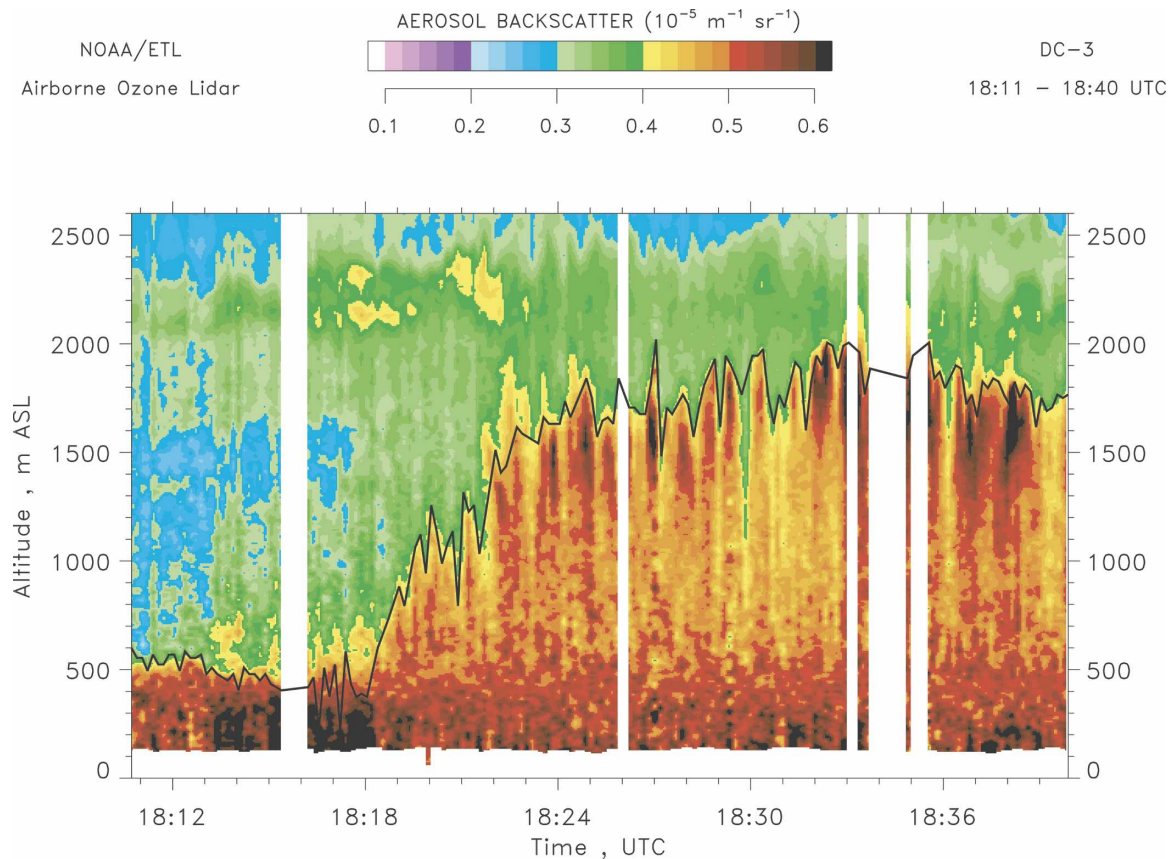 AEROSOL BACKSCATTER (10⁻⁵ m⁻¹ sr⁻¹)
NOAA/ETL
DC-3
Airborne Ozone Lidar
18:11 – 18:40 UTC
0.1 0.2 0.3 0.4 0.5 0.6
2500 2500
2000 2000
1500 1500
1000 1000
500 500
0 0
Altitude , m ASL
18:12 18:18 18:24 18:30 18:36
Time , UTC